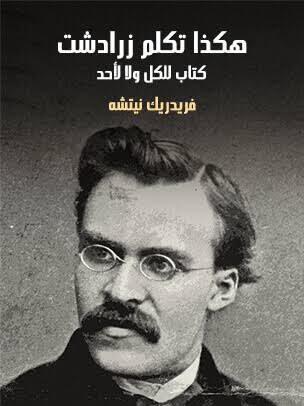 هكذا تكلم زرادشت
كتاب للكل ولا لأحد
فريدريك نيتشه